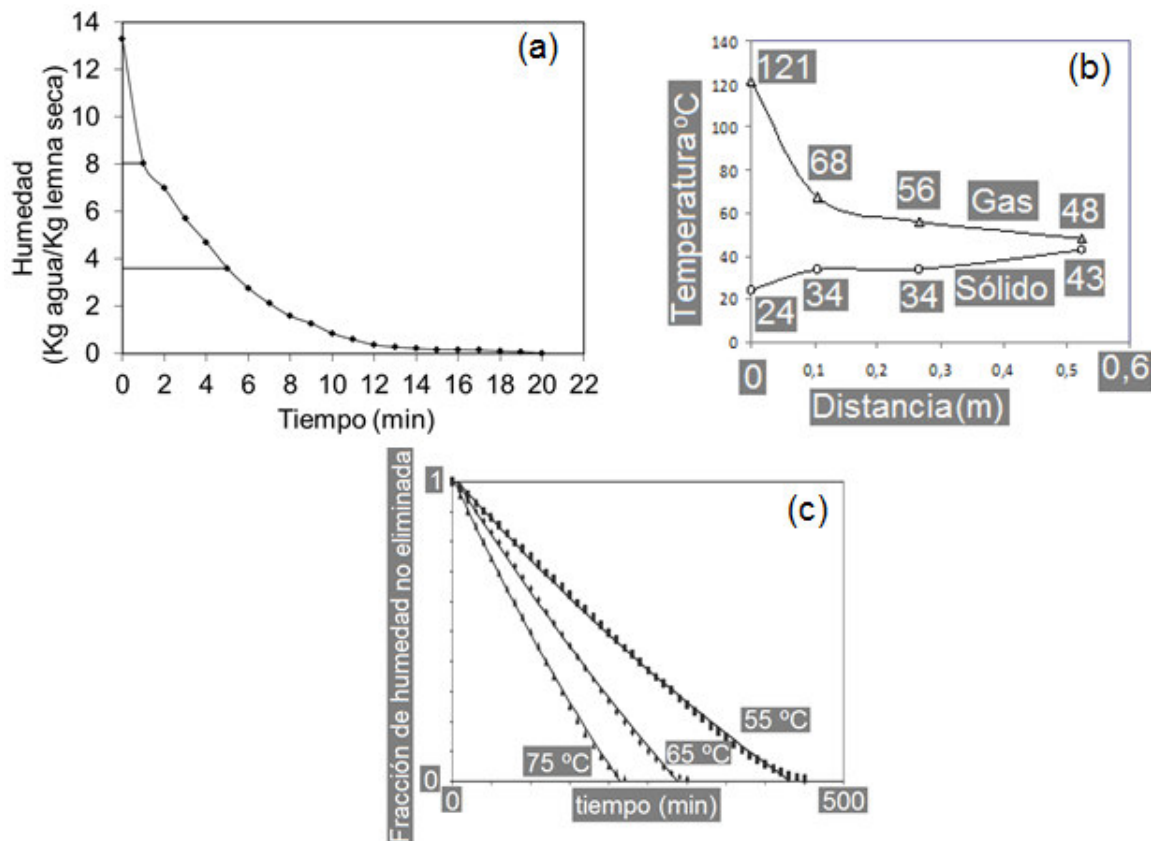 (a)
Humedad
(Kg agua/Kg lemna seca)
14
12
10
8
6
4
2
0
0 2 4 6 8 10 12 14 16 18 20 22
Tiempo (min)
(b)
Temperatura ºC
140
120
100
80
60
40
20
0
121
68
56
Gas
48
24
34
34
Sólido
43
0 0,1 0,2 0,3 0,4 0,5 0,6
Distancia(m)
(c)
Fracción de humedad no eliminada
1
0
75 ºC
65 ºC
55 ºC
0 tiempo (min) 500